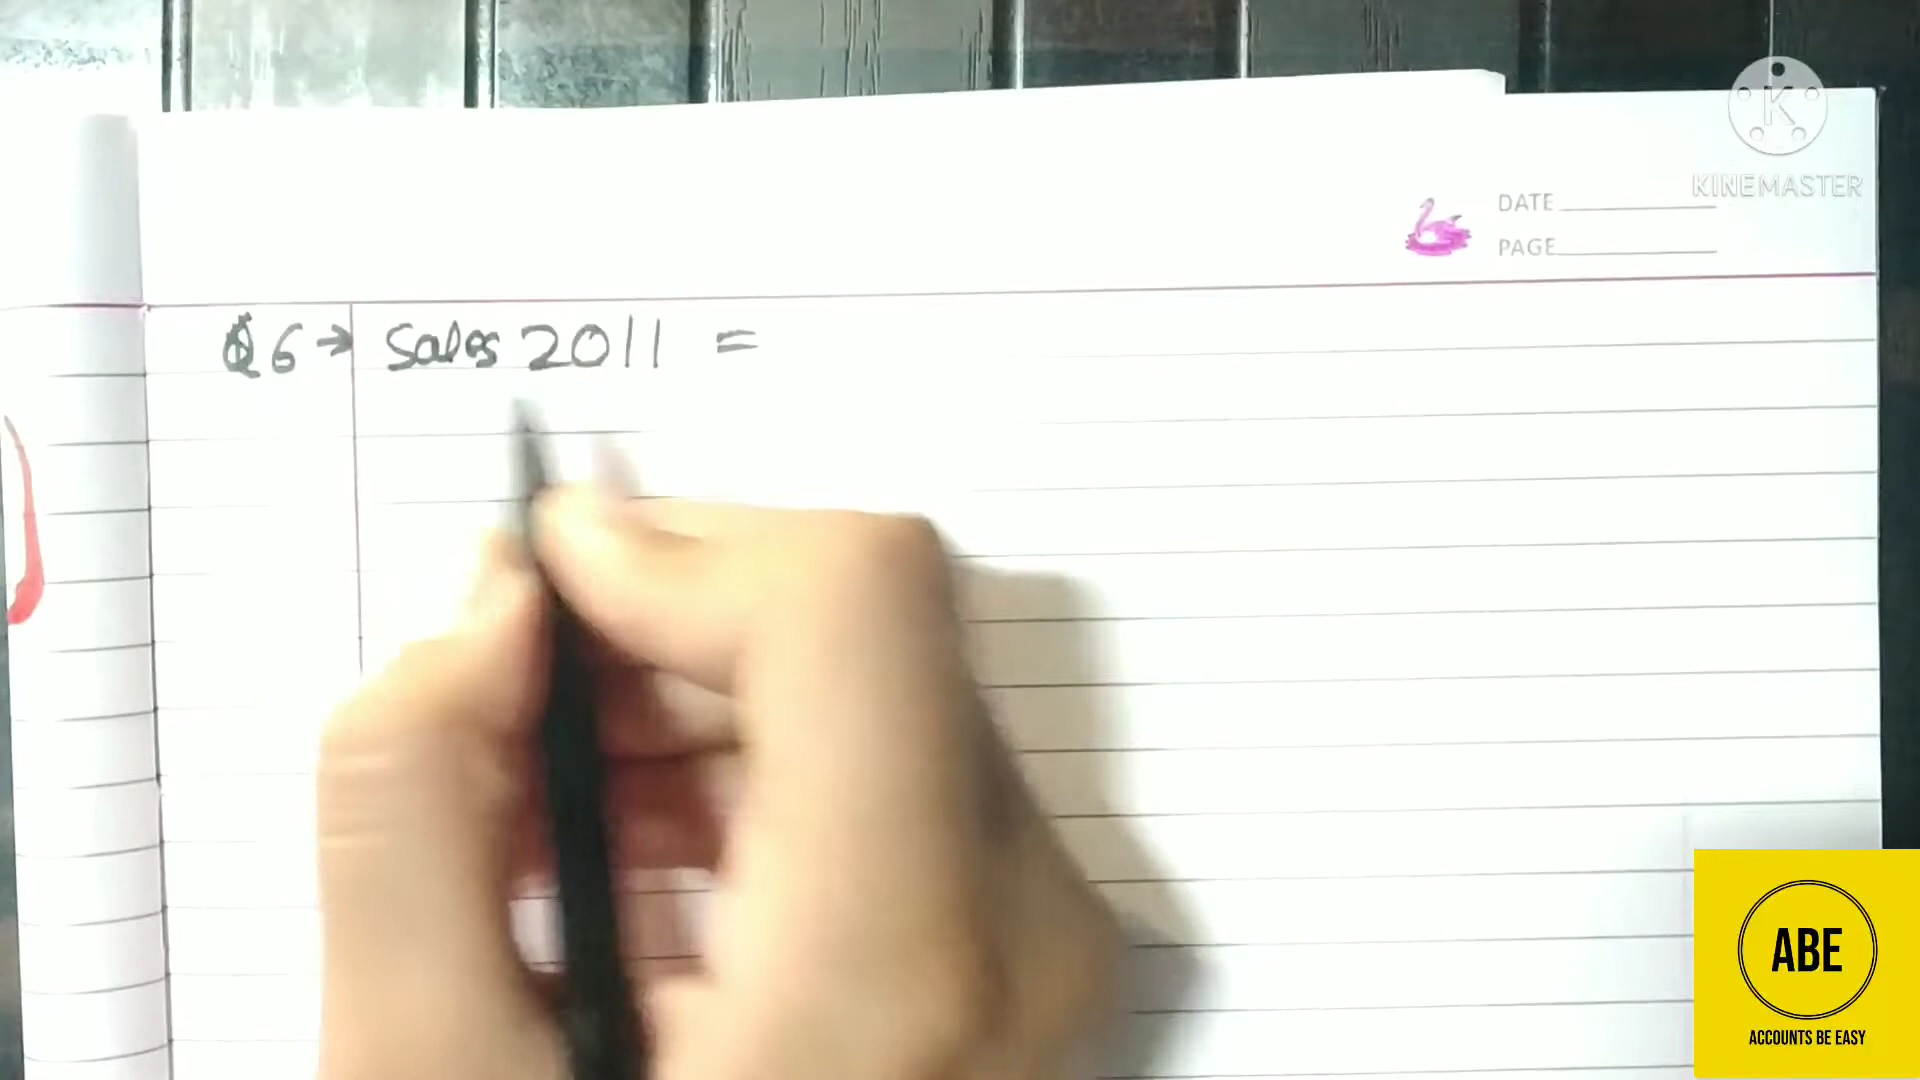 KINEMASTER
DATE
PAGE
Q6→ Sales 2011 =
ABE
ACCOUNTS BE EASY